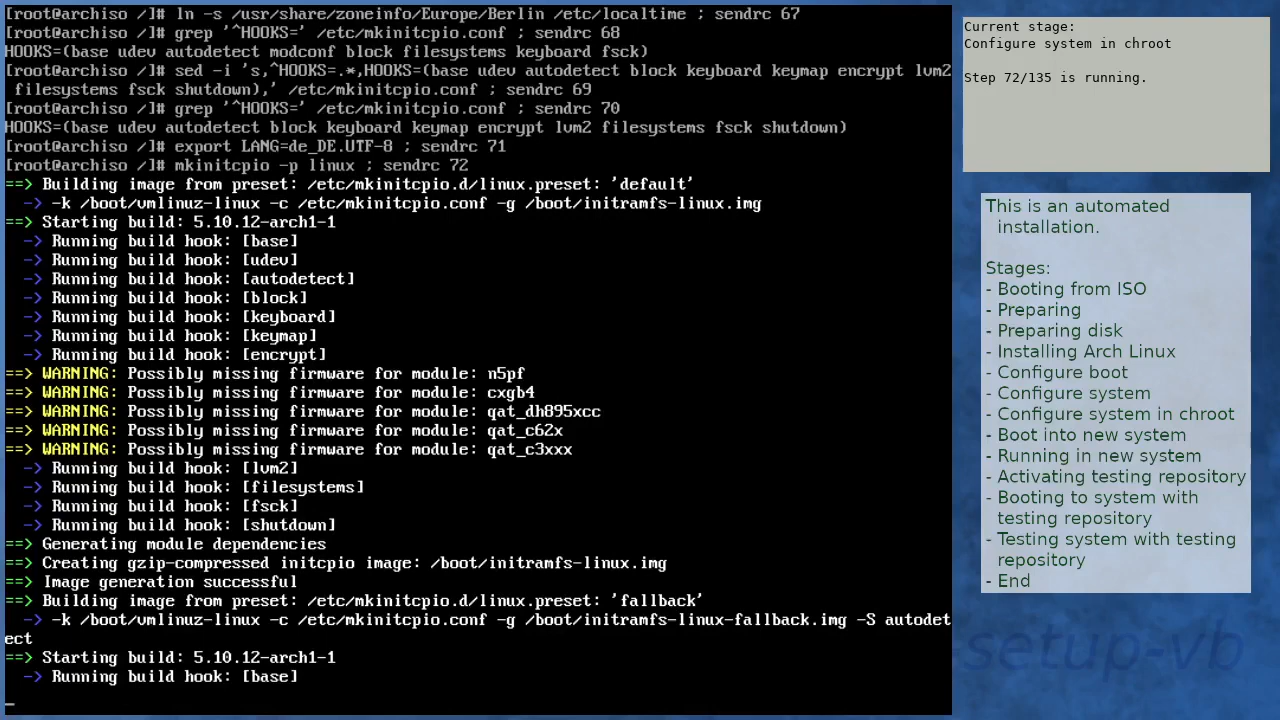 [root@archiso /]# ln -s /usr/share/zoneinfo/Europe/Berlin /etc/localtime ; sendrc 67
[root@archiso /]# grep '^HOOKS=' /etc/mkinitcpio.conf ; sendrc 68
HOOKS=(base udev autodetect modconf block filesystems keyboard fsck)
[root@archiso /]# sed -i 's,^HOOKS=.*,HOOKS=(base udev autodetect block keyboard keymap encrypt lvm2
 filesystems fsck shutdown),' /etc/mkinitcpio.conf ; sendrc 69
[root@archiso /]# grep '^HOOKS=' /etc/mkinitcpio.conf ; sendrc 70
HOOKS=(base udev autodetect block keyboard keymap encrypt lvm2 filesystems fsck shutdown)
[root@archiso /]# export LANG=de_DE.UTF-8 ; sendrc 71
[root@archiso /]# mkinitcpio -p linux ; sendrc 72
==> Building image from preset: /etc/mkinitcpio.d/linux.preset: 'default'
  -> -k /boot/vmlinuz-linux -c /etc/mkinitcpio.conf -g /boot/initramfs-linux.img
==> Starting build: 5.10.12-arch1-1
  -> Running build hook: [base]
  -> Running build hook: [udev]
  -> Running build hook: [autodetect]
  -> Running build hook: [block]
  -> Running build hook: [keyboard]
  -> Running build hook: [keymap]
  -> Running build hook: [encrypt]
==> WARNING: Possibly missing firmware for module: n5pf
==> WARNING: Possibly missing firmware for module: cxgb4
==> WARNING: Possibly missing firmware for module: qat_dh895xcc
==> WARNING: Possibly missing firmware for module: qat_c62x
==> WARNING: Possibly missing firmware for module: qat_c3xxx
  -> Running build hook: [lvm2]
  -> Running build hook: [filesystems]
  -> Running build hook: [fsck]
  -> Running build hook: [shutdown]
==> Generating module dependencies
==> Creating gzip-compressed initcpio image: /boot/initramfs-linux.img
==> Image generation successful
==> Building image from preset: /etc/mkinitcpio.d/linux.preset: 'fallback'
  -> -k /boot/vmlinuz-linux -c /etc/mkinitcpio.conf -g /boot/initramfs-linux-fallback.img -S autodet
ect
==> Starting build: 5.10.12-arch1-1
  -> Running build hook: [base]
Current stage:
Configure system in chroot
Step 72/135 is running.
This is an automated
installation.
Stages:
- Booting from ISO
- Preparing
- Preparing disk
- Installing Arch Linux
- Configure boot
- Configure system
- Configure system in chroot
- Boot into new system
- Running in new system
- Activating testing repository
- Booting to system with
testing repository
- Testing system with testing
repository
- End
setup-vb